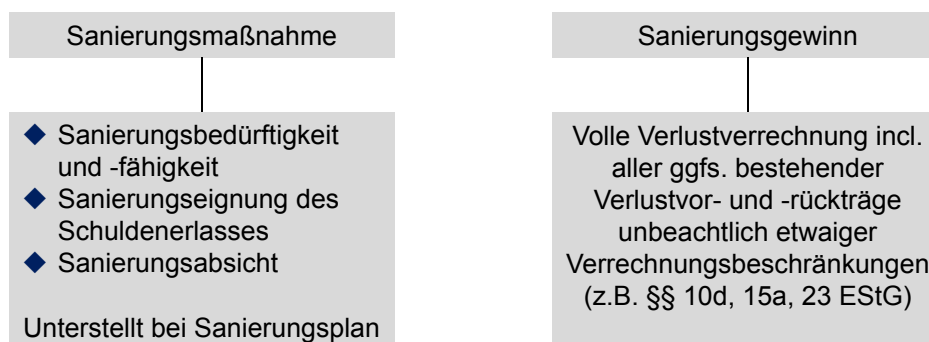 Sanierungsmaßnahme
◆ Sanierungsbedürftigkeit
und -fähigkeit
◆ Sanierungseignung des
Schuldenerlasses
◆ Sanierungsabsicht
Unterstellt bei Sanierungsplan
Sanierungsgewinn
Volle Verlustverrechnung incl.
aller ggfs. bestehender
Verlustvor- und -rückträge
unbeachtlich etwaiger
Verrechnungsbeschränkungen
(z.B. §§ 10d, 15a, 23 EStG)